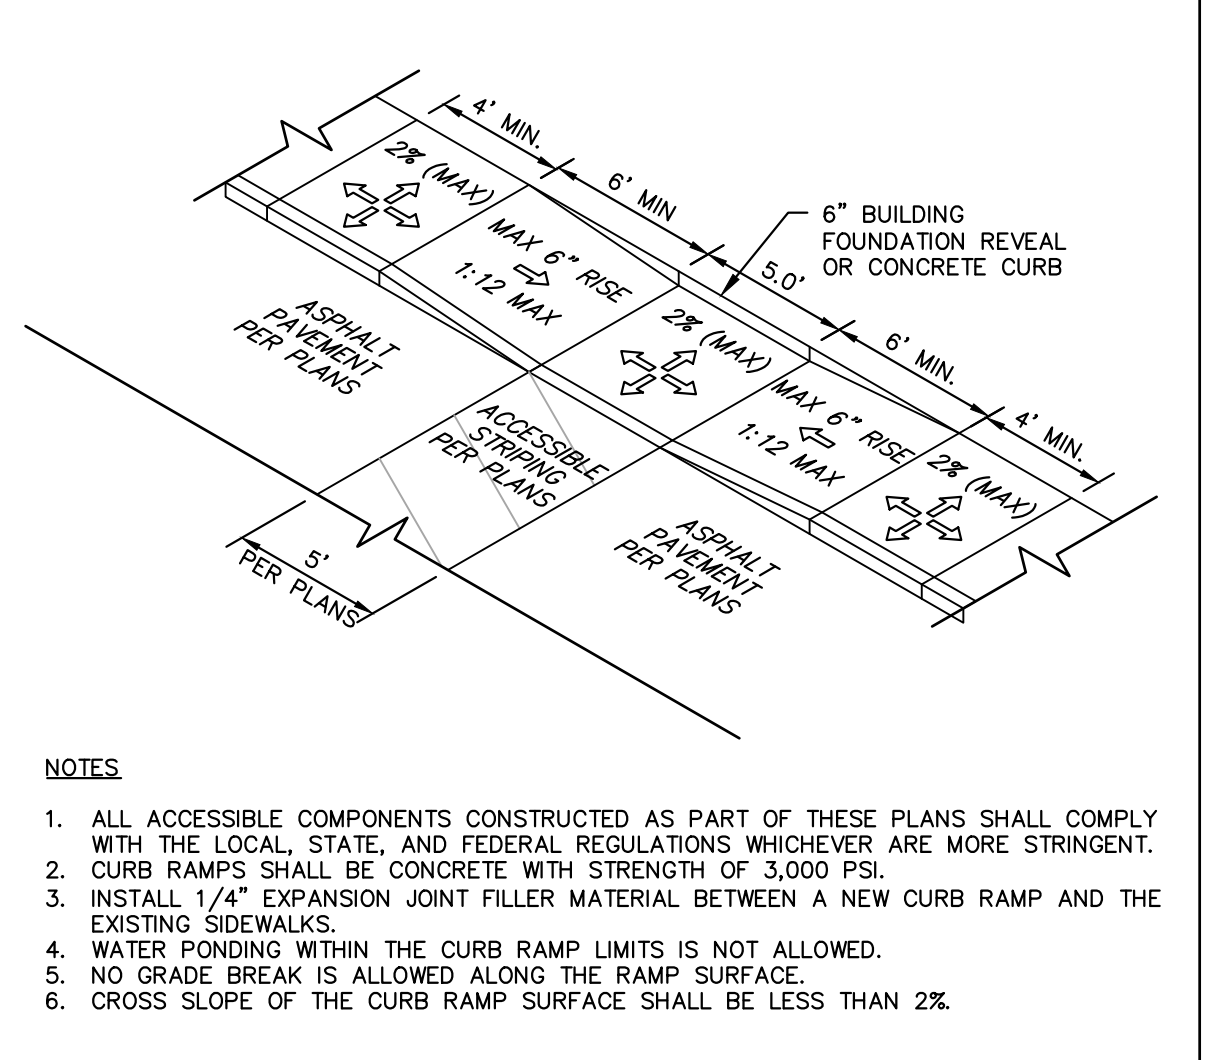 4' MIN.
6' MIN
5.0'
6' MIN.
4' MIN.
6" BUILDING
FOUNDATION REVEAL
OR CONCRETE CURB
2% (MAX)
MAX 6" RISE
1:12 MAX
2% (MAX)
MAX 6" RISE
1:12 MAX
2% (MAX)
ASPHALT
PAVEMENT
PER PLANS
ACCESSIBLE
STRIPING
PER PLANS
ASPHALT
PAVEMENT
PER PLANS
5'
PER PLANS
NOTES
1. ALL ACCESSIBLE COMPONENTS CONSTRUCTED AS PART OF THESE PLANS SHALL COMPLY
WITH THE LOCAL, STATE, AND FEDERAL REGULATIONS WHICHEVER ARE MORE STRINGENT.
2. CURB RAMPS SHALL BE CONCRETE WITH STRENGTH OF 3,000 PSI.
3. INSTALL 1/4" EXPANSION JOINT FILLER MATERIAL BETWEEN A NEW CURB RAMP AND THE
EXISTING SIDEWALKS.
4. WATER PONDING WITHIN THE CURB RAMP LIMITS IS NOT ALLOWED.
5. NO GRADE BREAK IS ALLOWED ALONG THE RAMP SURFACE.
6. CROSS SLOPE OF THE CURB RAMP SURFACE SHALL BE LESS THAN 2%.